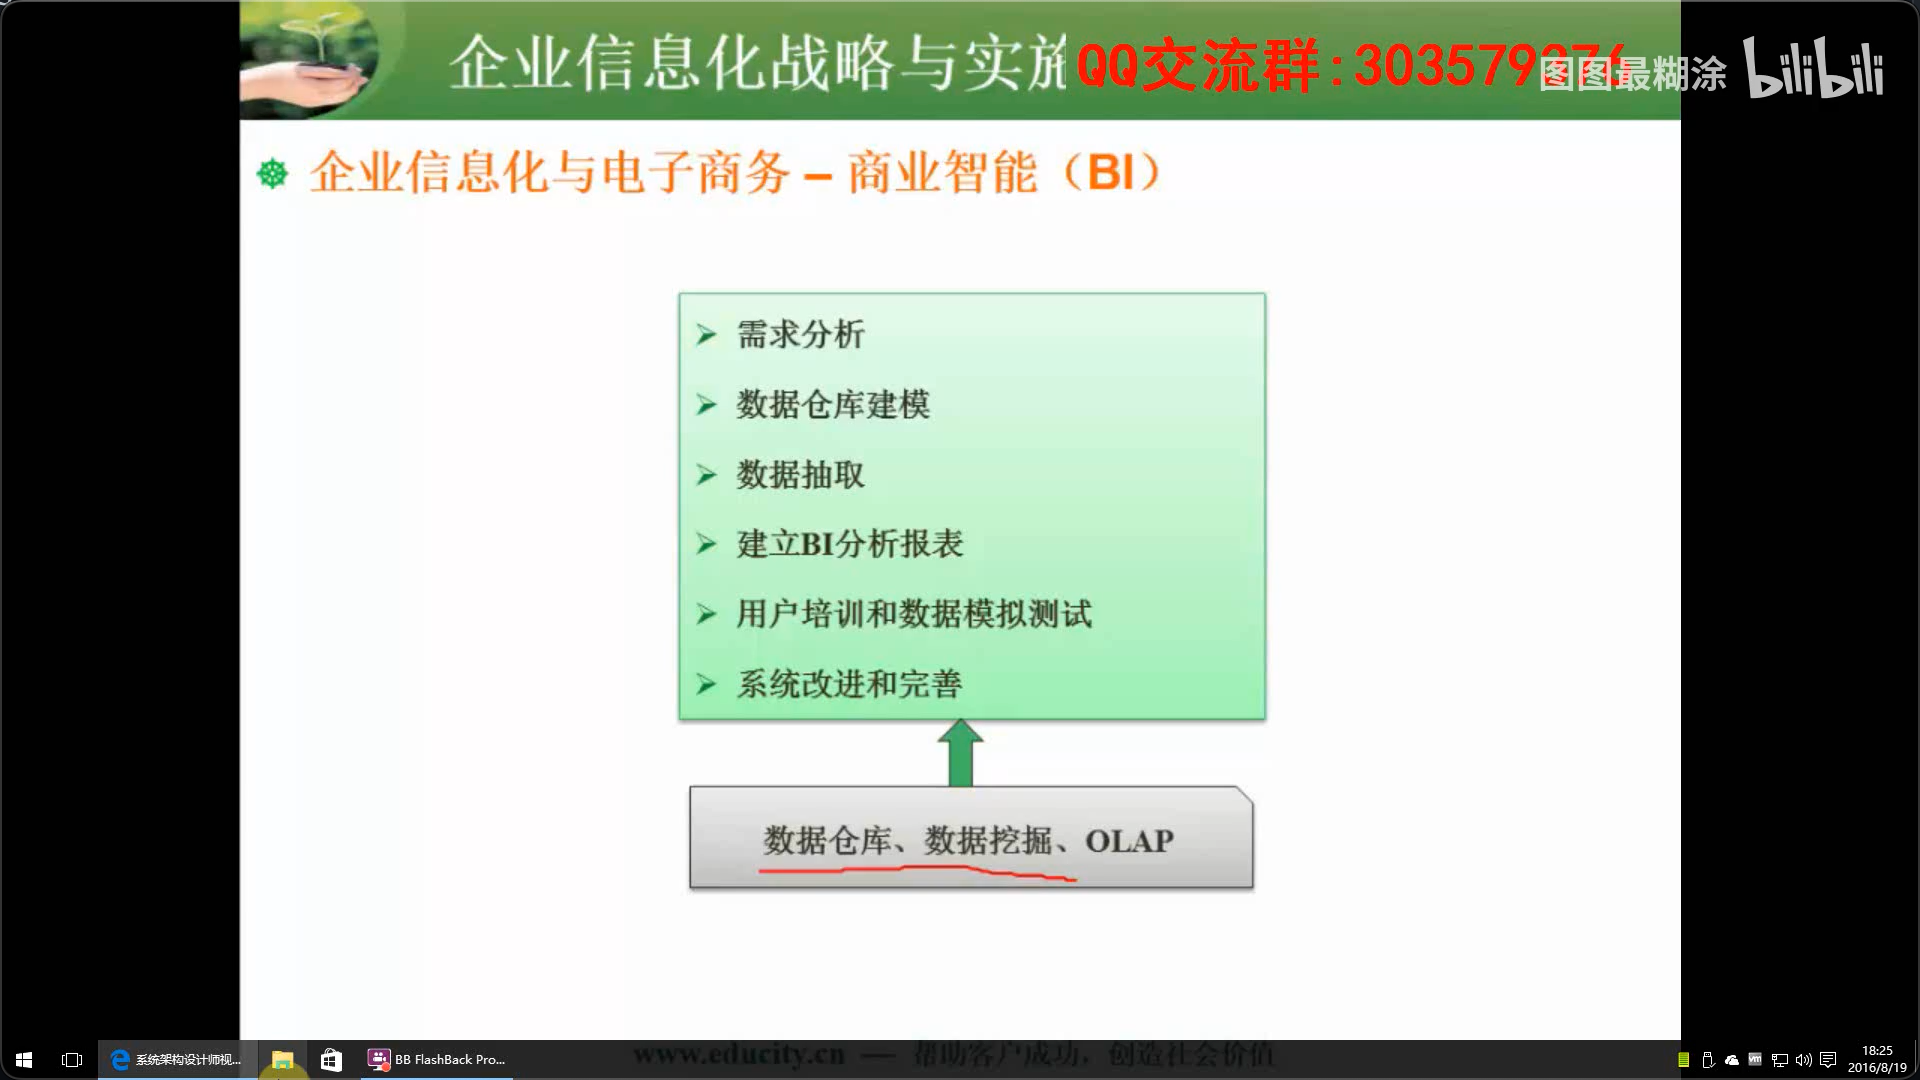 企业信息化战略与实施
QQ交流群:303579376
图图最糊涂 bilibili
企业信息化与电子商务 – 商业智能（BI）
需求分析
数据仓库建模
数据抽取
建立BI分析报表
用户培训和数据模拟测试
系统改进和完善
数据仓库、数据挖掘、OLAP
www.educity.cn — 帮助客户成功，创造社会价值
系统架构设计师视...
BB FlashBack Pro...
18:25
2016/8/19